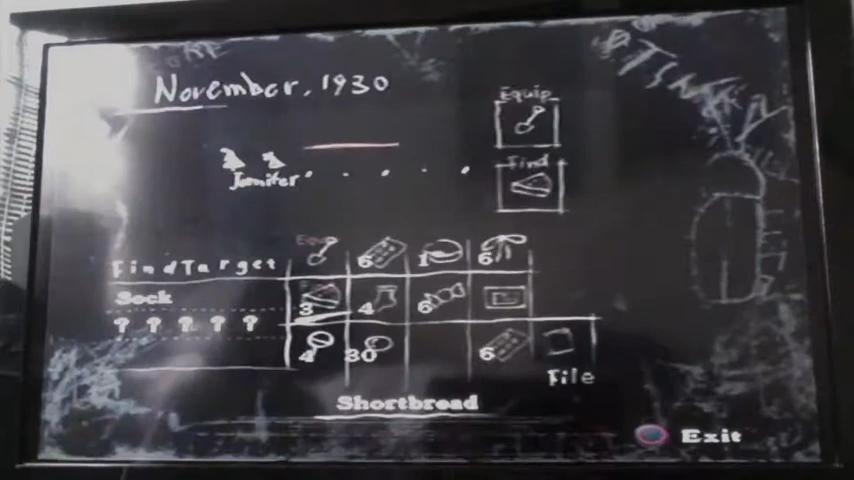 November, 1930
Equip
Jennifer
Find
Equip
6
1
6
FindTarget
Sock
3
4
6
? ? ? ? ?
4
30
6
File
Shortbread
Exit